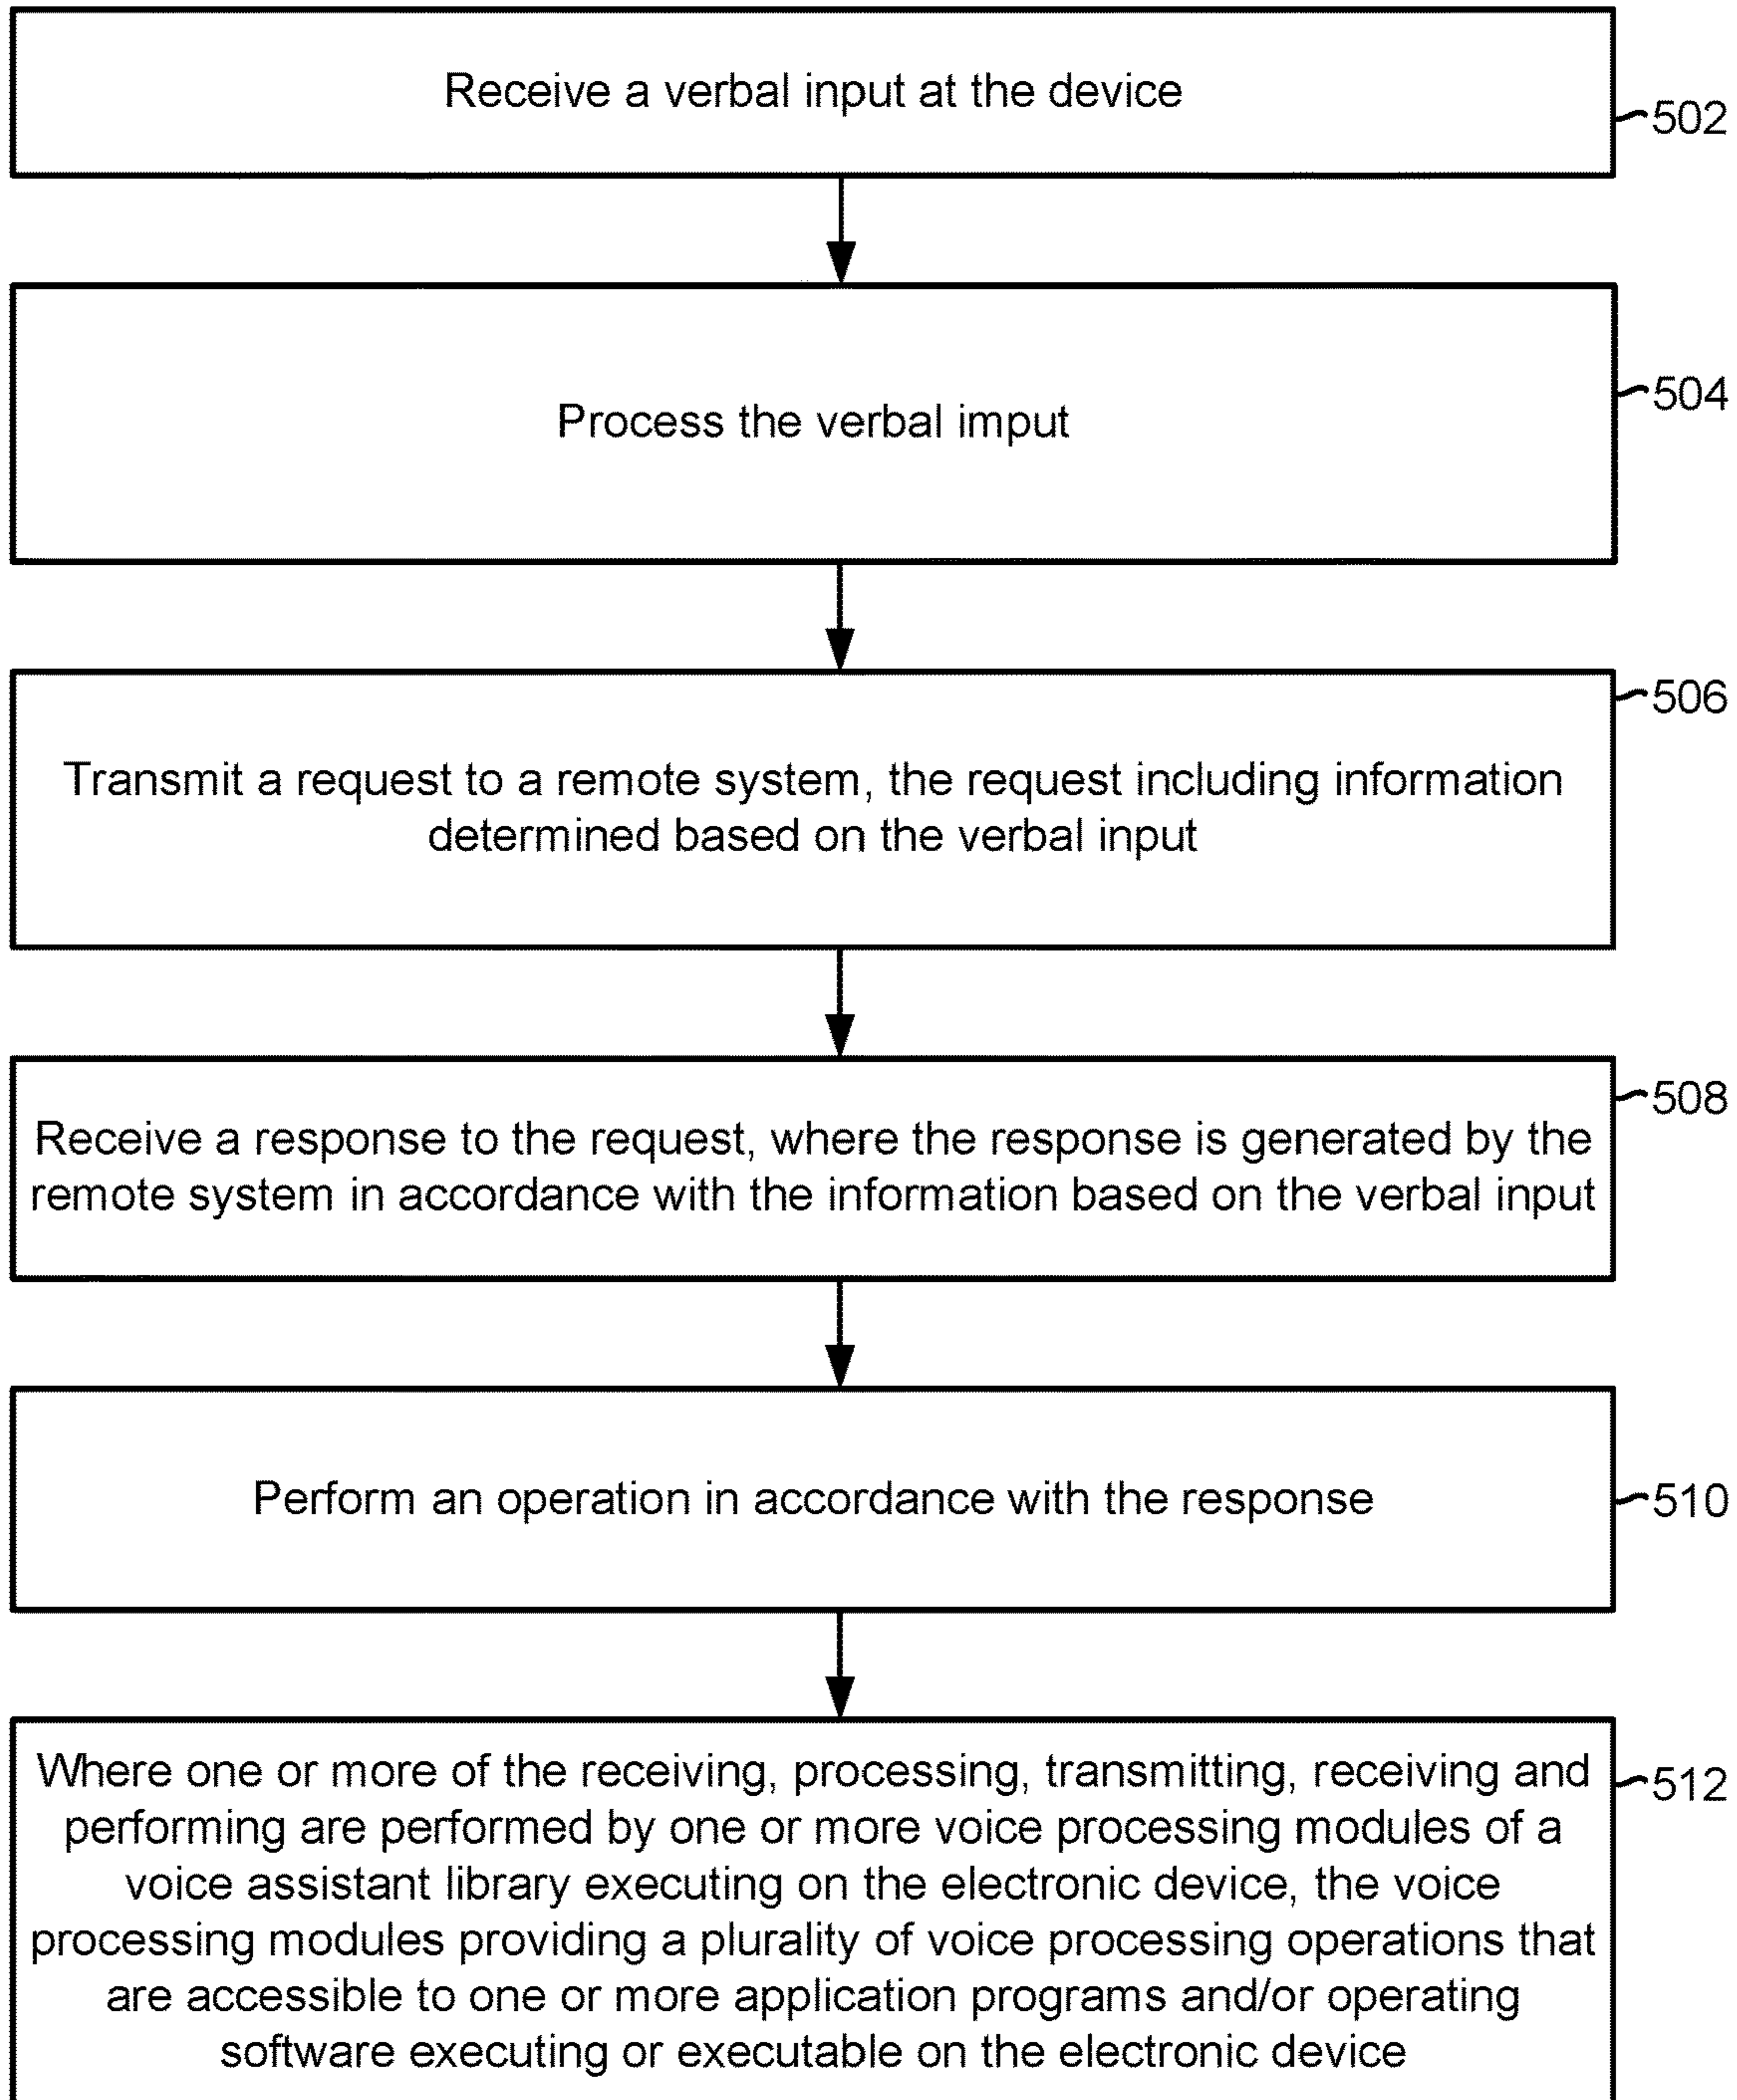 Receive a verbal input at the device
502
Process the verbal imput
504
506
Transmit a request to a remote system, the request including information
determined based on the verbal input
508
Receive a response to the request, where the response is generated by the
remote system in accordance with the information based on the verbal input
Perform an operation in accordance with the response
510
Where one or more of the receiving, processing, transmitting, receiving and
512
performing are performed by one or more voice processing modules of a
voice assistant library executing on the electronic device, the voice
processing modules providing a plurality of voice processing operations that
are accessible to one or more application programs and/or operating
software executing or executable on the electronic device